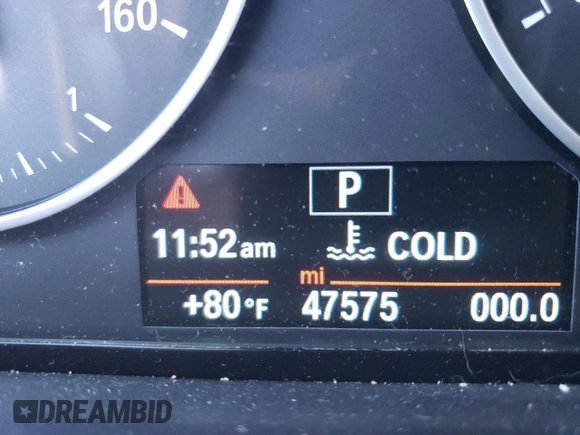 160
1
P
11:52am COLD
mi
+80°F 47575 000.0
DREAMBID